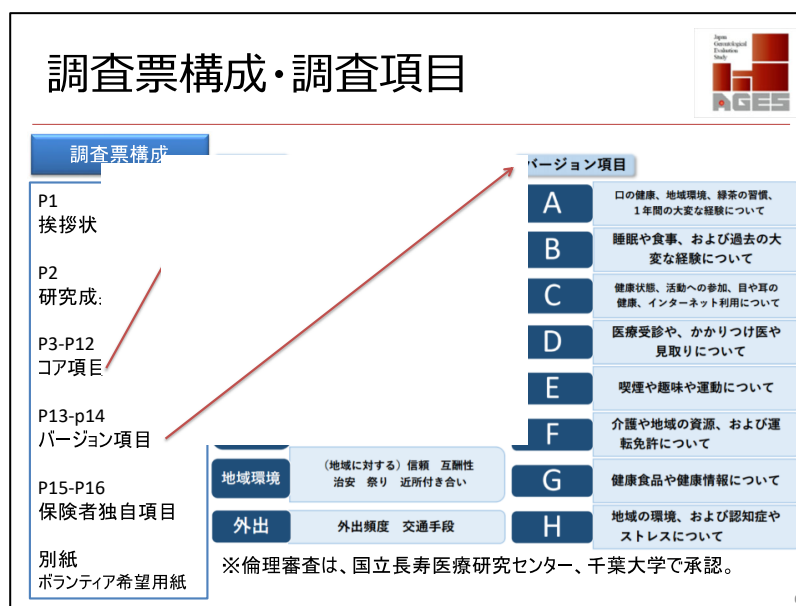 調査票構成・調査項目
Japan
Gerontological
Evaluation
Study
AGES
調査票構成
P1
挨拶状
P2
研究成
P3-P12
コア項目
P13-p14
バージョン項目
P15-P16
保険者独自項目
別紙
ボランティア希望用紙
地域環境
(地域に対する)信頼 互酬性
治安 祭り 近所付き合い
外出
外出頻度 交通手段
バージョン項目
A
口の健康、地域環境、緑茶の習慣、
1年間の大変な経験について
B
睡眠や食事、および過去の大
変な経験について
C
健康状態、活動への参加、目や耳の
健康、インターネット利用について
D
医療受診や、かかりつけ医や
見取りについて
E
喫煙や趣味や運動について
F
介護や地域の資源、および運
転免許について
G
健康食品や健康情報について
H
地域の環境、および認知症や
ストレスについて
※倫理審査は、国立長寿医療研究センター、千葉大学で承認。